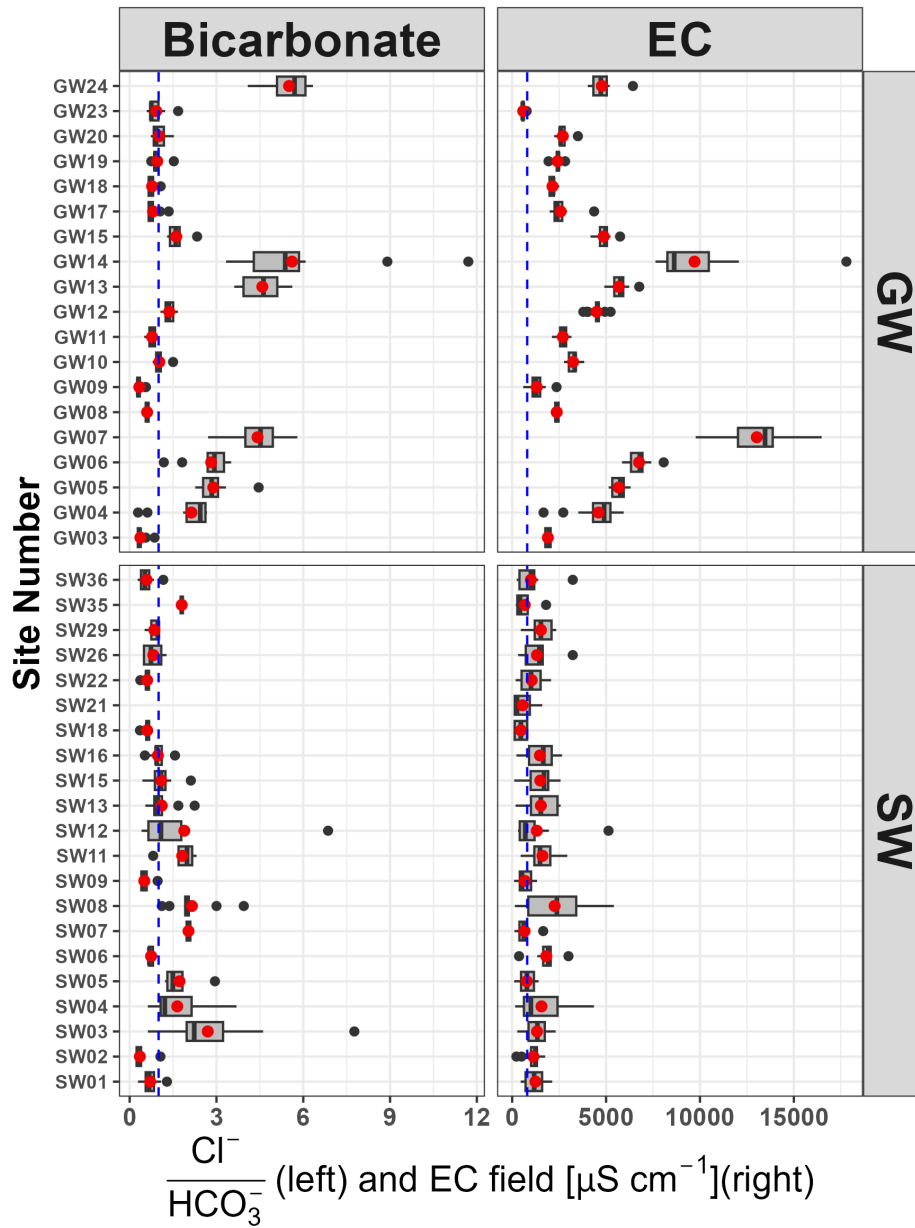 Bicarbonate
EC
GW24
GW23
GW20
GW19
GW18
GW17
GW15
GW14
GW13
GW12
GW11
GW10
GW09
GW08
GW07
GW06
GW05
GW04
GW03
GW
SW36
SW35
SW29
SW26
SW22
SW21
SW18
SW16
SW15
SW13
SW12
SW11
SW09
SW08
SW07
SW06
SW05
SW04
SW03
SW02
SW01
SW
Site Number
0 3 6 9 12
0 5000 10000 15000
Cl⁻
HCO₃⁻ (left) and EC field [μS cm⁻¹](right)